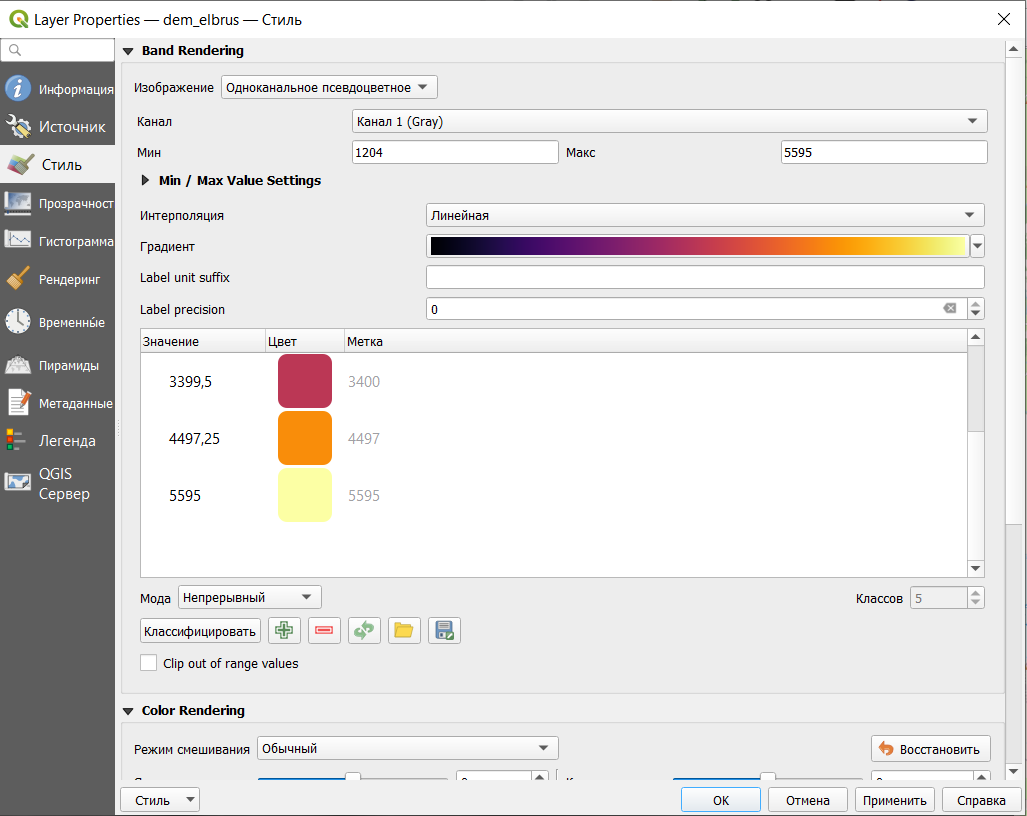 Layer Properties — dem_elbrus — Стиль
Информация
Источник
Стиль
Прозрачност
Гистограмма
Рендеринг
Временны́е
Пирамиды
Метаданные
Легенда
QGIS
Сервер
Band Rendering
Изображение Одноканальное псевдоцветное
Канал Канал 1 (Gray)
Мин 1204 Макс 5595
Min / Max Value Settings
Интерполяция Линейная
Градиент
Label unit suffix
Label precision 0
Значение Цвет Метка
3399,5 3400
4497,25 4497
5595 5595
Мода Непрерывный Классов 5
Классифицировать
Clip out of range values
Color Rendering
Режим смешивания Обычный Восстановить
Стиль OK Отмена Применить Справка